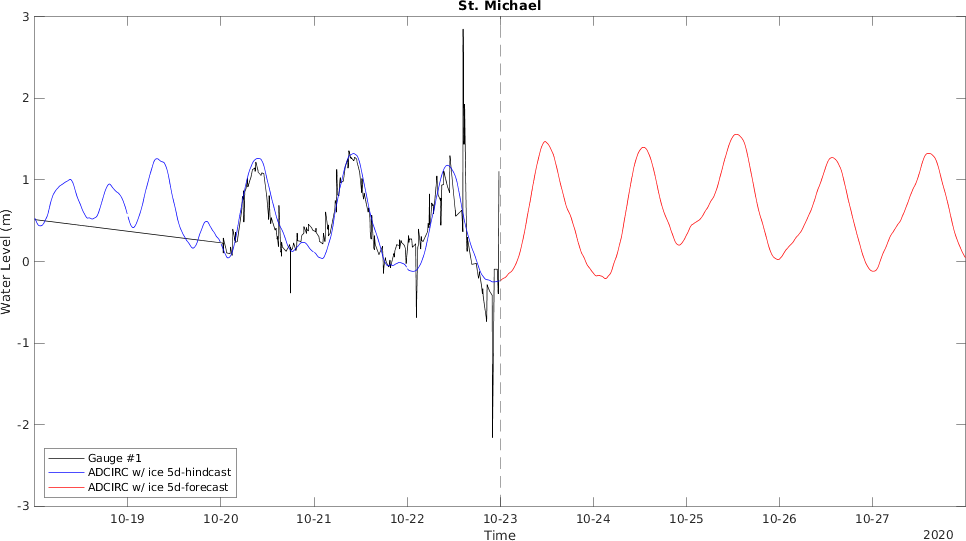 St. Michael
3
2
1
0
-1
-2
-3
Water Level (m)
Gauge #1
ADCIRC w/ ice 5d-hindcast
ADCIRC w/ ice 5d-forecast
10-19 10-20 10-21 10-22 10-23 10-24 10-25 10-26 10-27
Time
2020